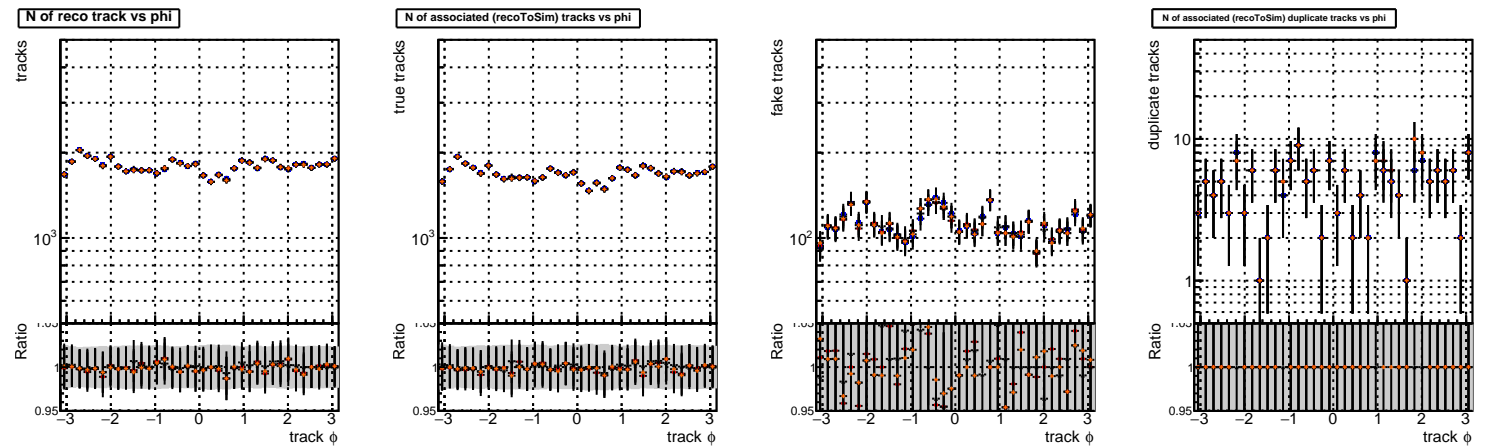 N of reco track vs phi
tracks
10³
Ratio
1.05
1
0.95
−3 −2 −1 0 1 2 3
track ϕ
N of associated (recoToSim) tracks vs phi
true tracks
10³
Ratio
1.05
1
0.95
−3 −2 −1 0 1 2 3
track ϕ
fake tracks
10²
Ratio
1.05
1
0.95
−3 −2 −1 0 1 2 3
track ϕ
N of associated (recoToSim) duplicate tracks vs phi
duplicate tracks
10
1
Ratio
1.05
1
0.95
−3 −2 −1 0 1 2 3
track ϕ